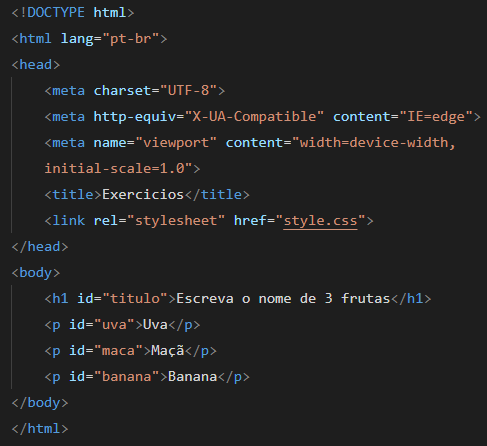 <!DOCTYPE html>
<html lang="pt-br">
<head>
    <meta charset="UTF-8">
    <meta http-equiv="X-UA-Compatible" content="IE=edge">
    <meta name="viewport" content="width=device-width,
    initial-scale=1.0">
    <title>Exercicios</title>
    <link rel="stylesheet" href="style.css">
</head>
<body>
    <h1 id="titulo">Escreva o nome de 3 frutas</h1>
    <p id="uva">Uva</p>
    <p id="maca">Maçã</p>
    <p id="banana">Banana</p>
</body>
</html>